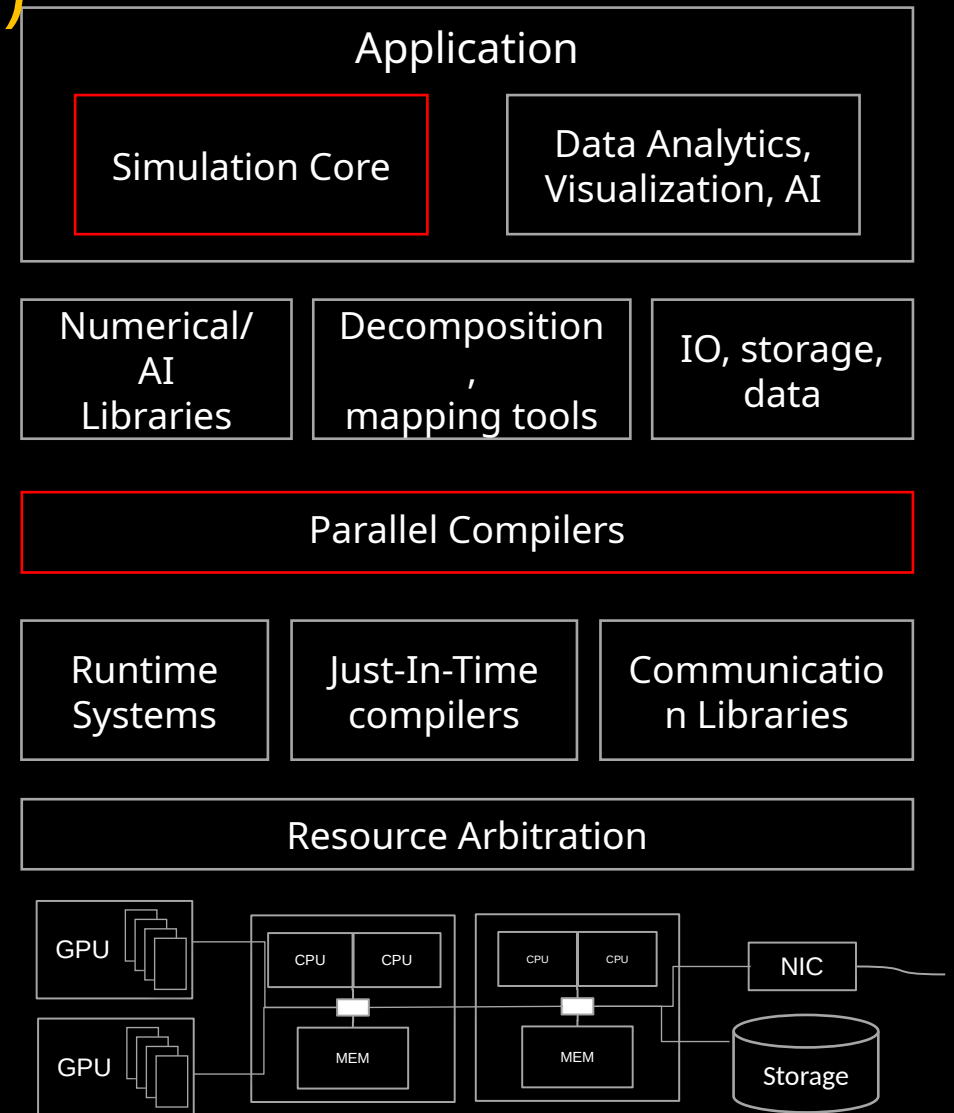 )
Application
Simulation Core
Data Analytics,
Visualization, AI
Numerical/
AI
Libraries
Decomposition
,
mapping tools
IO, storage,
data
Parallel Compilers
Runtime
Systems
Just-In-Time
compilers
Communicatio
n Libraries
Resource Arbitration
GPU
CPU
CPU
CPU
CPU
NIC
GPU
MEM
MEM
Storage